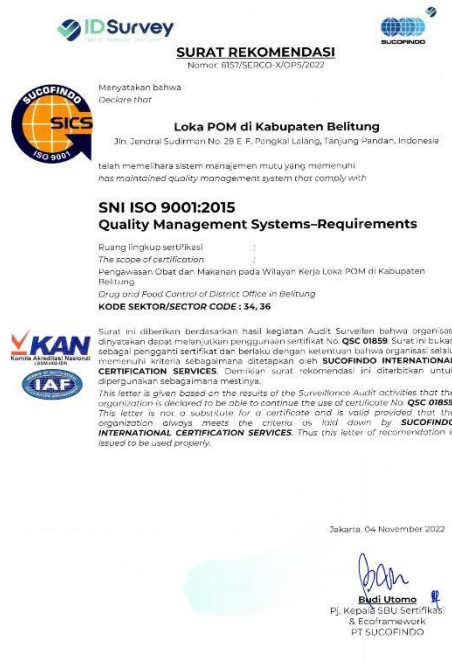 IDSurvey
SUCOFINDO
SURAT REKOMENDASI
Nomor: 6157/SERCO-X/OPS/2022
SUCOFINDO
SICS
ISO 9001
Menyatakan bahwa
Declare that
Loka POM di Kabupaten Belitung
Jln. Jendral Sudirman No. 28 E-F, Pangkal Lalang, Tanjung Pandan, Indonesia
telah memelihara sistem manajemen mutu yang memenuhi
has maintained quality management system that comply with
SNI ISO 9001:2015
Quality Management Systems–Requirements
Ruang lingkup sertifikasi :
The scope of certification :
Pengawasan Obat dan Makanan pada Wilayah Kerja Loka POM di Kabupaten
Belitung
Drug and Food Control of District Office in Belitung
KODE SEKTOR/SECTOR CODE : 34, 36
KAN
Komite Akreditasi Nasional
IAF
Surat ini diberikan berdasarkan hasil kegiatan Audit Surveilen bahwa organisas
dinyatakan dapat melanjutkan penggunaan sertifikat No. QSC 01859. Surat ini bukan
sebagai pengganti sertifikat dan berlaku dengan ketentuan bahwa organisasi selalu
memenuhi kriteria sebagaimana ditetapkan oleh SUCOFINDO INTERNATIONAL
CERTIFICATION SERVICES. Demikian surat rekomendasi ini diterbitkan untuk
dipergunakan sebagaimana mestinya.
This letter is given based on the results of the Surveillance Audit activities that the
organization is declared to be able to continue the use of certificate No. QSC 01859
This letter is not a substitute for a certificate and is valid provided that the
organization always meets the criteria as laid down by SUCOFINDO
INTERNATIONAL CERTIFICATION SERVICES. Thus this letter of recomendation i
issued to be used properly.
Jakarta, 04 November 2022
Budi Utomo
Pj. Kepala SBU Sertifikasi
& Ecoframework
PT SUCOFINDO